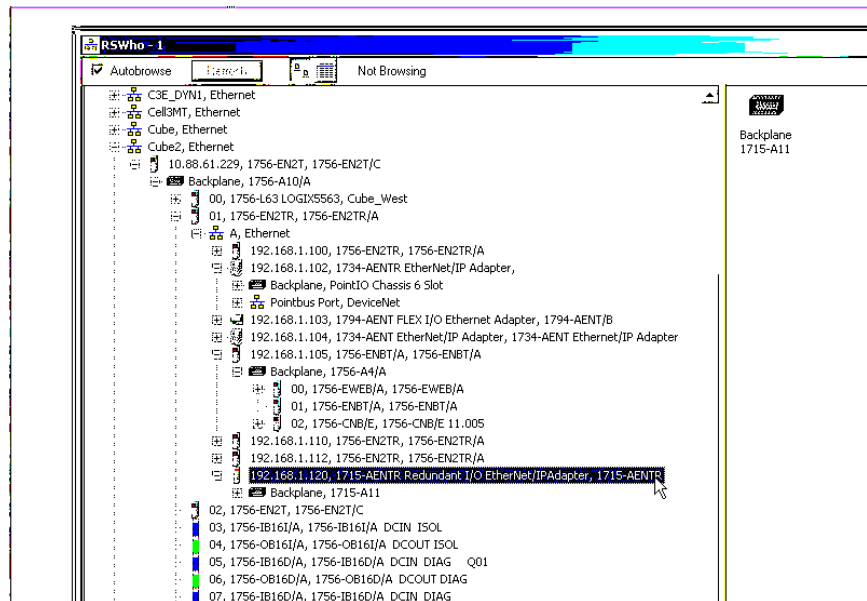 RSWho - 1
Autobrowse
Not Browsing
C3E_DYN1, Ethernet
Cell3MT, Ethernet
Cube, Ethernet
Cube2, Ethernet
10.88.61.229, 1756-EN2T, 1756-EN2T/C
Backplane, 1756-A10/A
00, 1756-L63 LOGIX5563, Cube_West
01, 1756-EN2TR, 1756-EN2TR/A
A, Ethernet
192.168.1.100, 1756-EN2TR, 1756-EN2TR/A
192.168.1.102, 1734-AENTR EtherNet/IP Adapter,
Backplane, PointIO Chassis 6 Slot
Pointbus Port, DeviceNet
192.168.1.103, 1794-AENT FLEX I/O Ethernet Adapter, 1794-AENT/B
192.168.1.104, 1734-AENT EtherNet/IP Adapter, 1734-AENT Ethernet/IP Adapter
192.168.1.105, 1756-ENBT/A, 1756-ENBT/A
Backplane, 1756-A4/A
00, 1756-EWEB/A, 1756-EWEB/A
01, 1756-ENBT/A, 1756-ENBT/A
02, 1756-CNB/E, 1756-CNB/E 11.005
192.168.1.110, 1756-EN2TR, 1756-EN2TR/A
192.168.1.112, 1756-EN2TR, 1756-EN2TR/A
192.168.1.120, 1715-AENTR Redundant I/O EtherNet/IPAdapter, 1715-AENTR
Backplane, 1715-A11
02, 1756-EN2T, 1756-EN2T/C
03, 1756-IB16I/A, 1756-IB16I/A DCIN ISOL
04, 1756-OB16I/A, 1756-OB16I/A DCOUT ISOL
05, 1756-IB16D/A, 1756-IB16D/A DCIN DIAG Q01
06, 1756-OB16D/A, 1756-OB16D/A DCOUT DIAG
07, 1756-IB16D/A, 1756-IB16D/A DCIN DIAG
Backplane
1715-A11